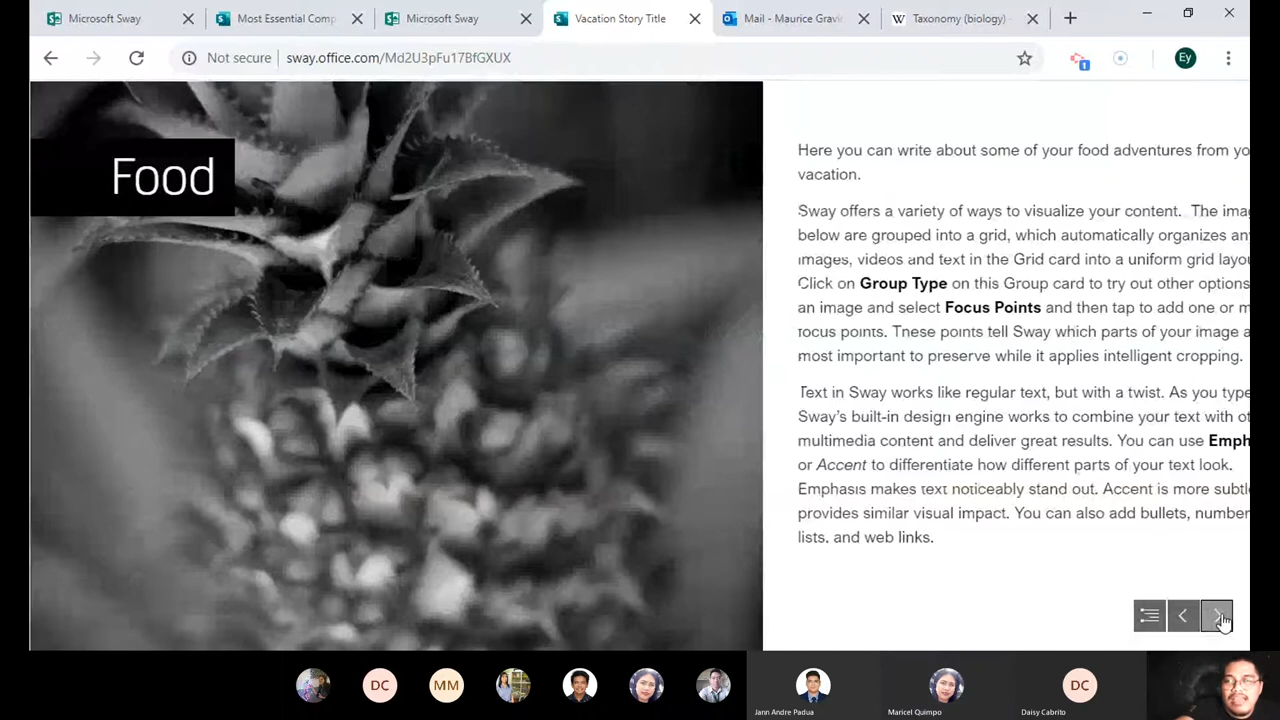 Microsoft Sway
Most Essential Comp
Microsoft Sway
Vacation Story Title
Mail - Maurice Gravi
Taxonomy (biology) -
Not secure
sway.office.com/Md2U3pFu17BfGXUX
1
Ey
Food
Here you can write about some of your food adventures from yo
vacation.
Sway offers a variety of ways to visualize your content. The imag
below are grouped into a grid, which automatically organizes any
images, videos and text in the Grid card into a uniform grid layou
Click on Group Type on this Group card to try out other options
an image and select Focus Points and then tap to add one or m
focus points. These points tell Sway which parts of your image a
most important to preserve while it applies intelligent cropping.
Text in Sway works like regular text, but with a twist. As you type
Sway's built-in design engine works to combine your text with ot
multimedia content and deliver great results. You can use Emph
or Accent to differentiate how different parts of your text look.
Emphasis makes text noticeably stand out. Accent is more subtl
provides similar visual impact. You can also add bullets, number
lists, and web links.
DC
MM
DC
Jann Andre Padua
Maricel Quimpo
Daisy Cabrito